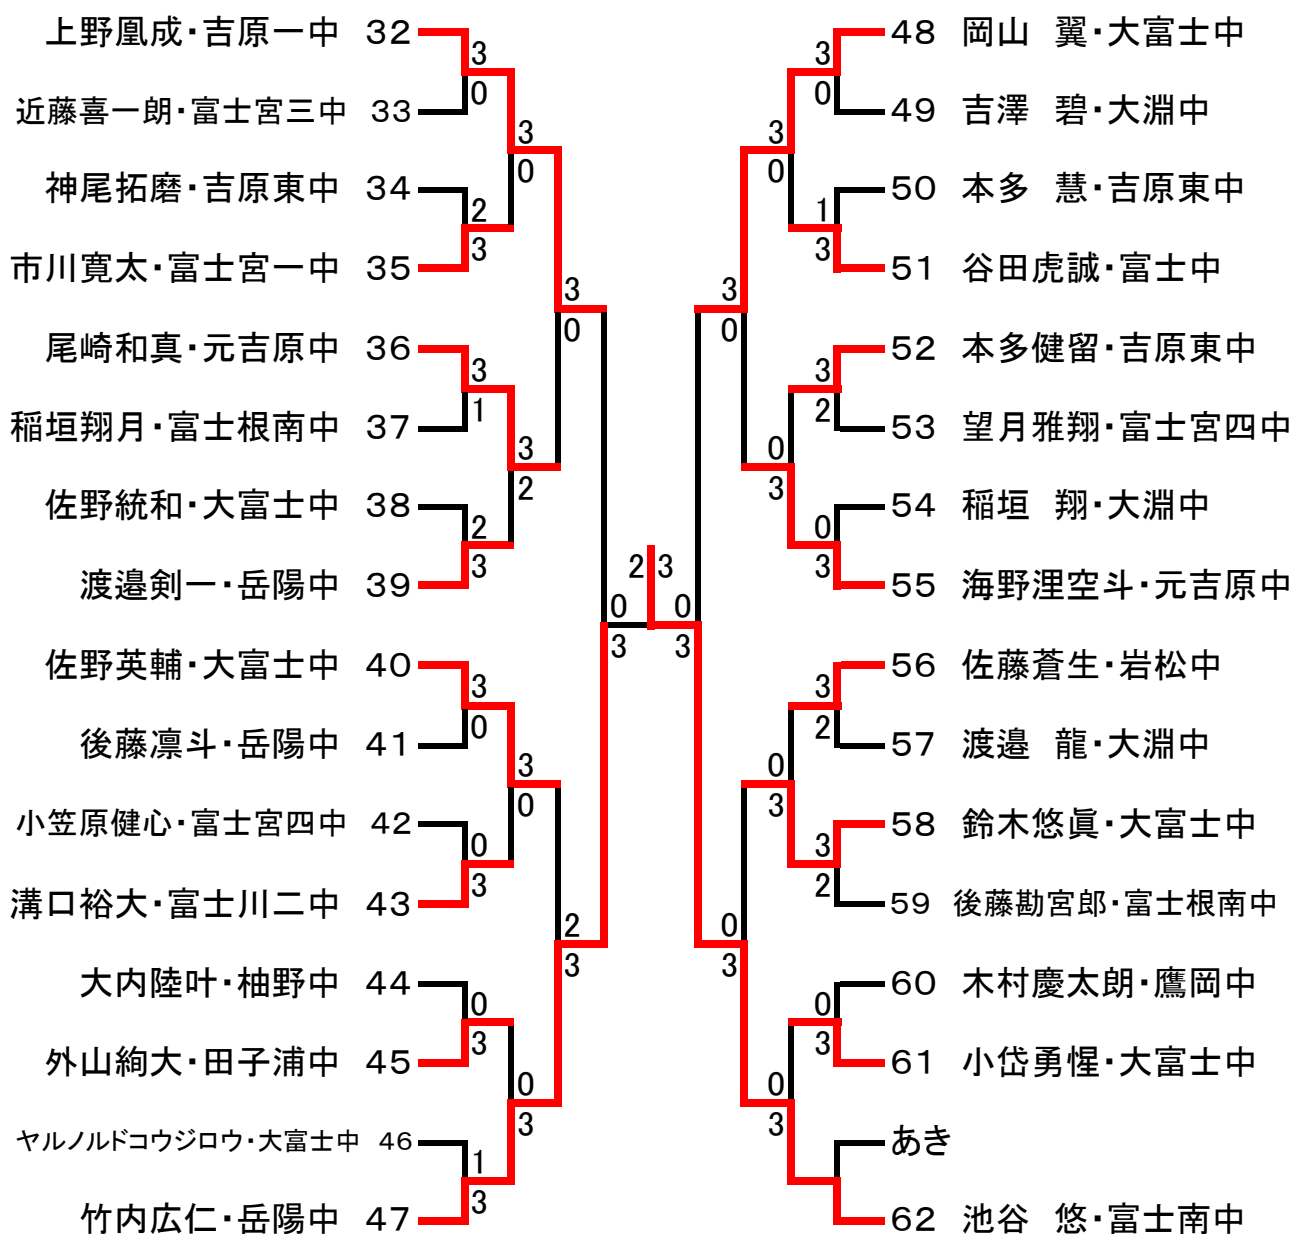 上野凰成・吉原一中 32
近藤喜一朗・富士宮三中 33
神尾拓磨・吉原東中 34
市川寛太・富士宮一中 35
尾崎和真・元吉原中 36
稲垣翔月・富士根南中 37
佐野統和・大富士中 38
渡邉剣一・岳陽中 39
佐野英輔・大富士中 40
後藤凛斗・岳陽中 41
小笠原健心・富士宮四中 42
溝口裕大・富士川二中 43
大内陸叶・柚野中 44
外山絢大・田子浦中 45
ヤルノルドコウジロウ・大富士中 46
竹内広仁・岳陽中 47
3
0
2
3
3
1
2
3
3
0
0
3
0
3
1
3
3
0
3
2
3
0
0
3
3
0
2
3
0
3
2 3
0
3
3
0
0
3
3
0
0
3
0
3
0
3
3
0
1
3
3
2
0
3
3
2
3
2
0
3
48 岡山 翼・大富士中
49 吉澤 碧・大淵中
50 本多 慧・吉原東中
51 谷田虎誠・富士中
52 本多健留・吉原東中
53 望月雅翔・富士宮四中
54 稲垣 翔・大淵中
55 海野浬空斗・元吉原中
56 佐藤蒼生・岩松中
57 渡邉 龍・大淵中
58 鈴木悠眞・大富士中
59 後藤勘宮郎・富士根南中
60 木村慶太朗・鷹岡中
61 小岱勇惺・大富士中
あき
62 池谷 悠・富士南中